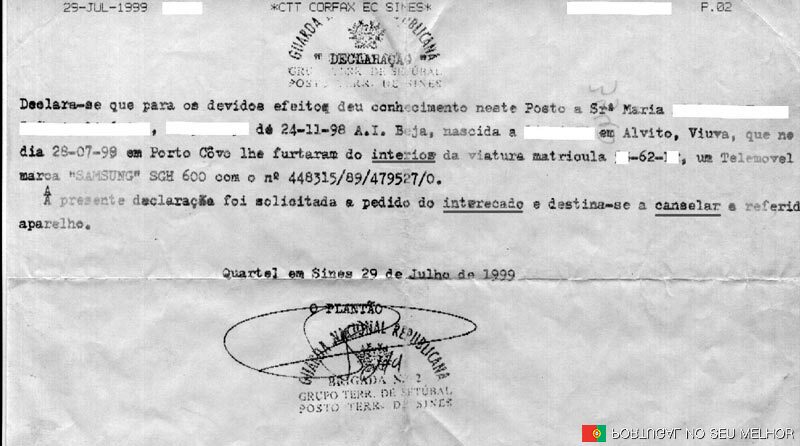 29-JUL-1999 *CTT CORFAX EC SINES* P.02
GUARDA NACIONAL REPUBLICANA
" DECLARAÇÃO "
GRUPO TERR. DE SETÚBAL
POSTO TERR. DE SINES
Declara-se que para os devidos efeitos deu conhecimento neste Posto a Srª Maria
, de 24-11-98 A.I. Beja, nascida a em Alvito, Viuva, que no
dia 28-07-99 em Porto Côvo lhe furtaram do interios da viatura matricula -62- , um Telemovel
marca "SAMSUNG" SGH 600 com o nº 448315/89/479527/0.
A presente declaração foi solicitada a pedido do interecado e destina-se a canselar e referid
aparelho.
Quartel em Sines 29 de Julho de 1999
O PLANTÃO
GUARDA NACIONAL REPUBLICANA
BRIGADA N.º 2
GRUPO TERR. DE SETÚBAL
POSTO TERR. DE SINES
PORTUGAL NO SEU MELHOR